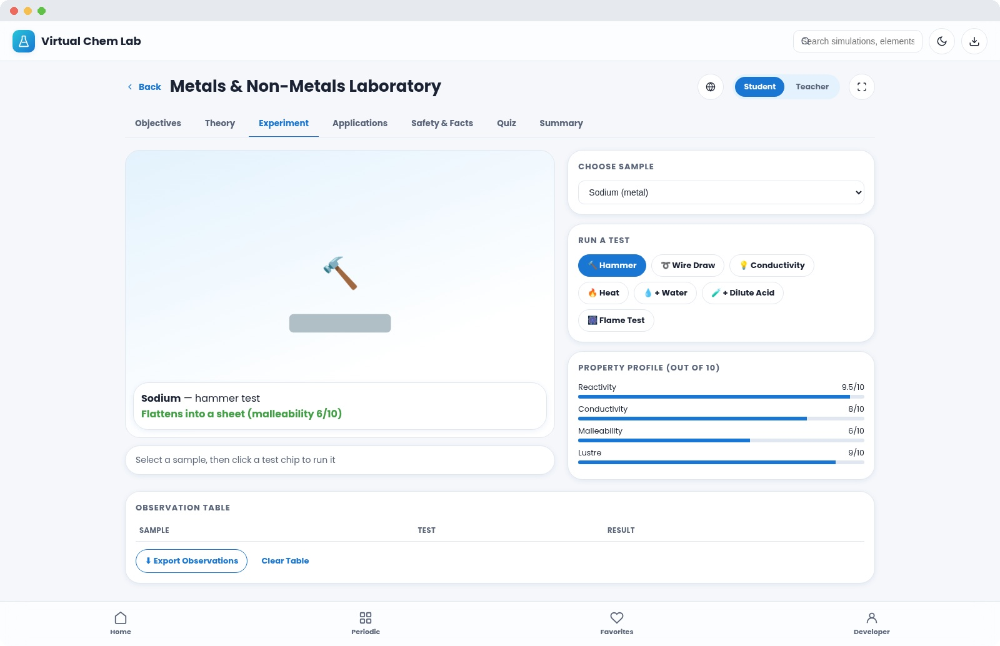 Virtual Chem Lab
Search simulations, elements
Back
Metals & Non-Metals Laboratory
Student
Teacher
Objectives
Theory
Experiment
Applications
Safety & Facts
Quiz
Summary
CHOOSE SAMPLE
Sodium (metal)
RUN A TEST
Hammer
Wire Draw
Conductivity
Heat
+ Water
+ Dilute Acid
Flame Test
PROPERTY PROFILE (OUT OF 10)
Reactivity 9.5/10
Conductivity 8/10
Malleability 6/10
Lustre 9/10
Sodium — hammer test
Flattens into a sheet (malleability 6/10)
Select a sample, then click a test chip to run it
OBSERVATION TABLE
SAMPLE TEST RESULT
⬇ Export Observations
Clear Table
Home
Periodic
Favorites
Developer